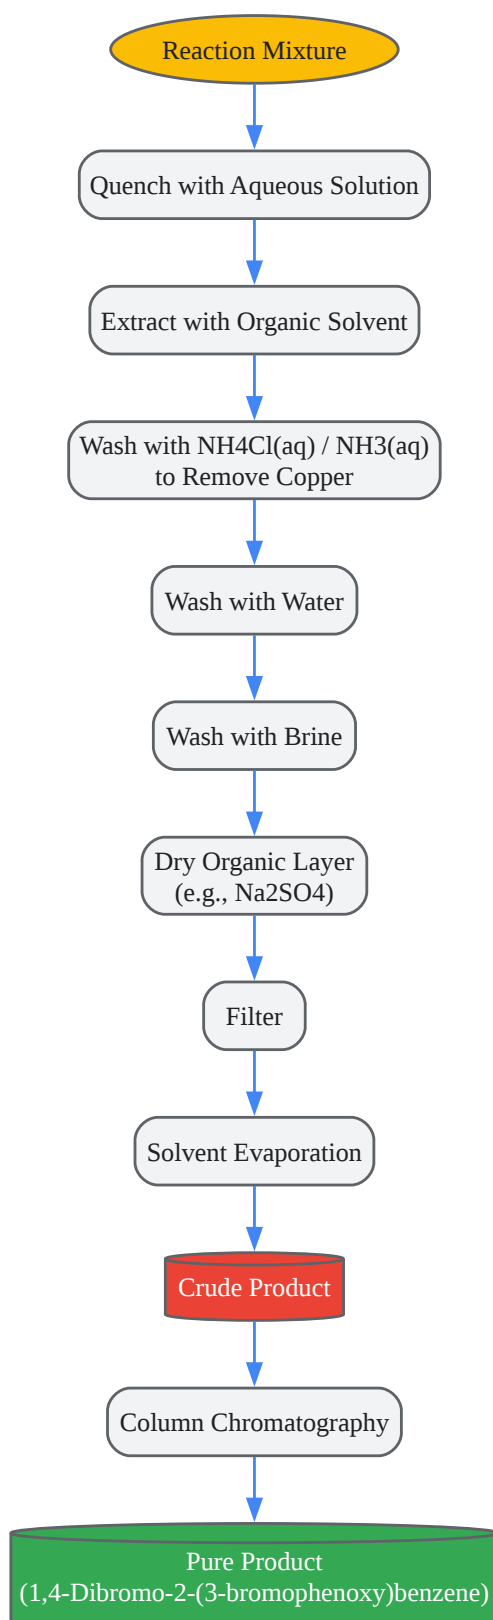 Reaction Mixture
Quench with Aqueous Solution
Extract with Organic Solvent
Wash with NH4Cl(aq) / NH3(aq)
to Remove Copper
Wash with Water
Wash with Brine
Dry Organic Layer
(e.g., Na2SO4)
Filter
Solvent Evaporation
Crude Product
Column Chromatography
Pure Product
(1,4-Dibromo-2-(3-bromophenoxy)benzene)